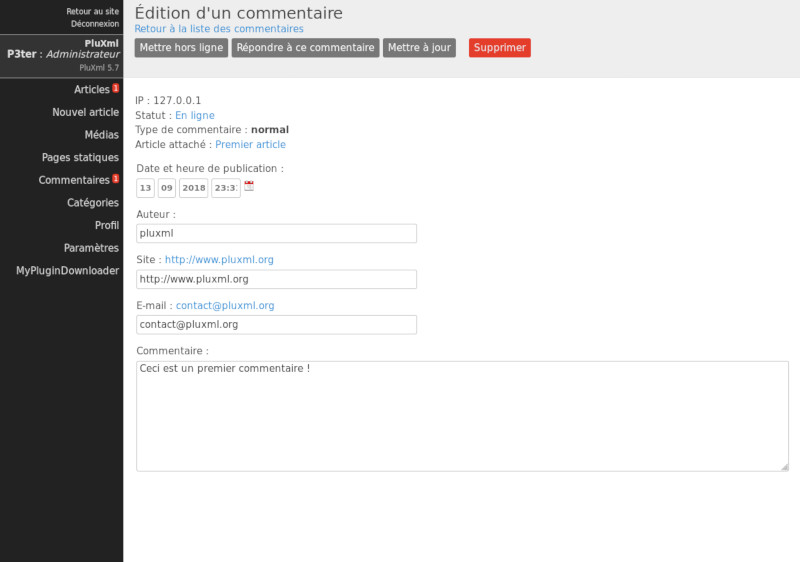 Retour au site
Déconnexion
PluXml
P3ter : Administrateur
PluXml 5.7
Articles 1
Nouvel article
Médias
Pages statiques
Commentaires 1
Catégories
Profil
Paramètres
MyPluginDownloader
Édition d'un commentaire
Retour à la liste des commentaires
Mettre hors ligne Répondre à ce commentaire Mettre à jour Supprimer
IP : 127.0.0.1
Statut : En ligne
Type de commentaire : normal
Article attaché : Premier article
Date et heure de publication :
13 09 2018
Auteur :
pluxml
Site : http://www.pluxml.org
http://www.pluxml.org
E-mail : contact@pluxml.org
contact@pluxml.org
Commentaire :
Ceci est un premier commentaire !